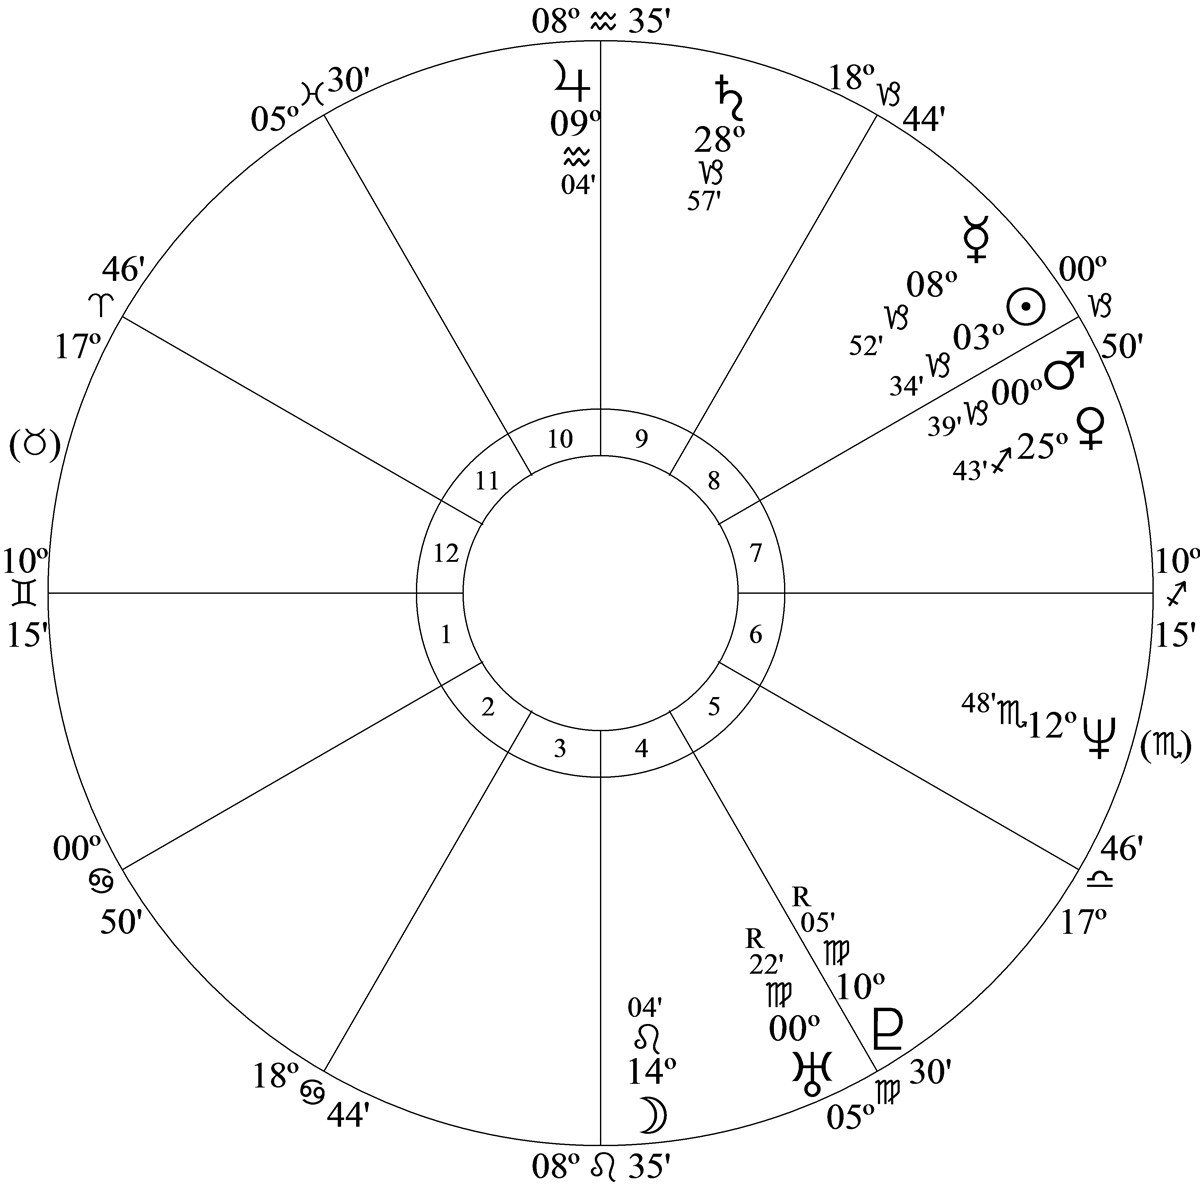 08º ♒ 35'
♃
09º
♒
04'
♄
28º
♑
57'
18º ♑ 44'
05º ♓ 30'
☿
08º
♑
52'
00º ♑ 50'
☉
03º
♑
34'
♂
00º
♑
39'
♀
25º
♐
43'
46'
♈
17º
(♉)
10º
♊
15'
10º
♐
15'
10
9
11
8
12
7
1
6
2
5
3
4
48' ♏ 12º ♆
(♏)
00º
♋
50'
46'
♎
17º
R
05'
♍
10º
♇
R
22'
♍
00º
♅
04'
♌
14º
☽
18º ♋ 44'
05º ♍ 30'
08º ♌ 35'